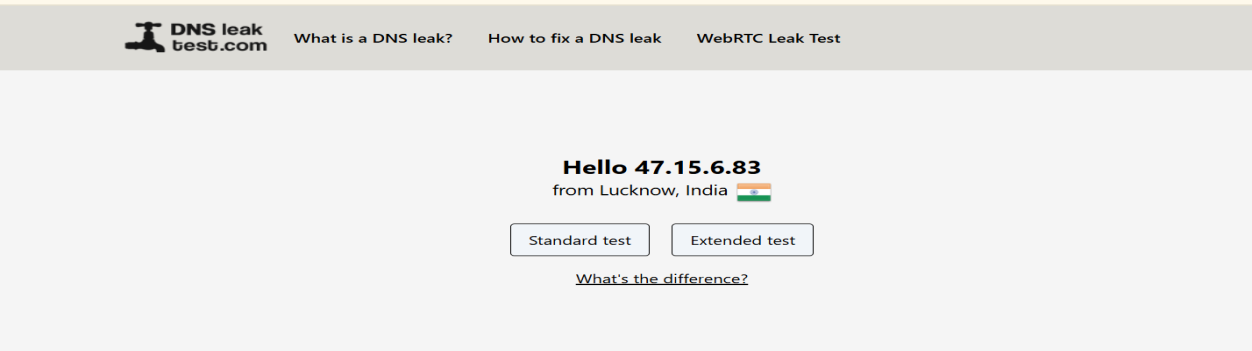 DNS leak
test.com
What is a DNS leak? How to fix a DNS leak WebRTC Leak Test
Hello 47.15.6.83
from Lucknow, India
Standard test Extended test
What's the difference?